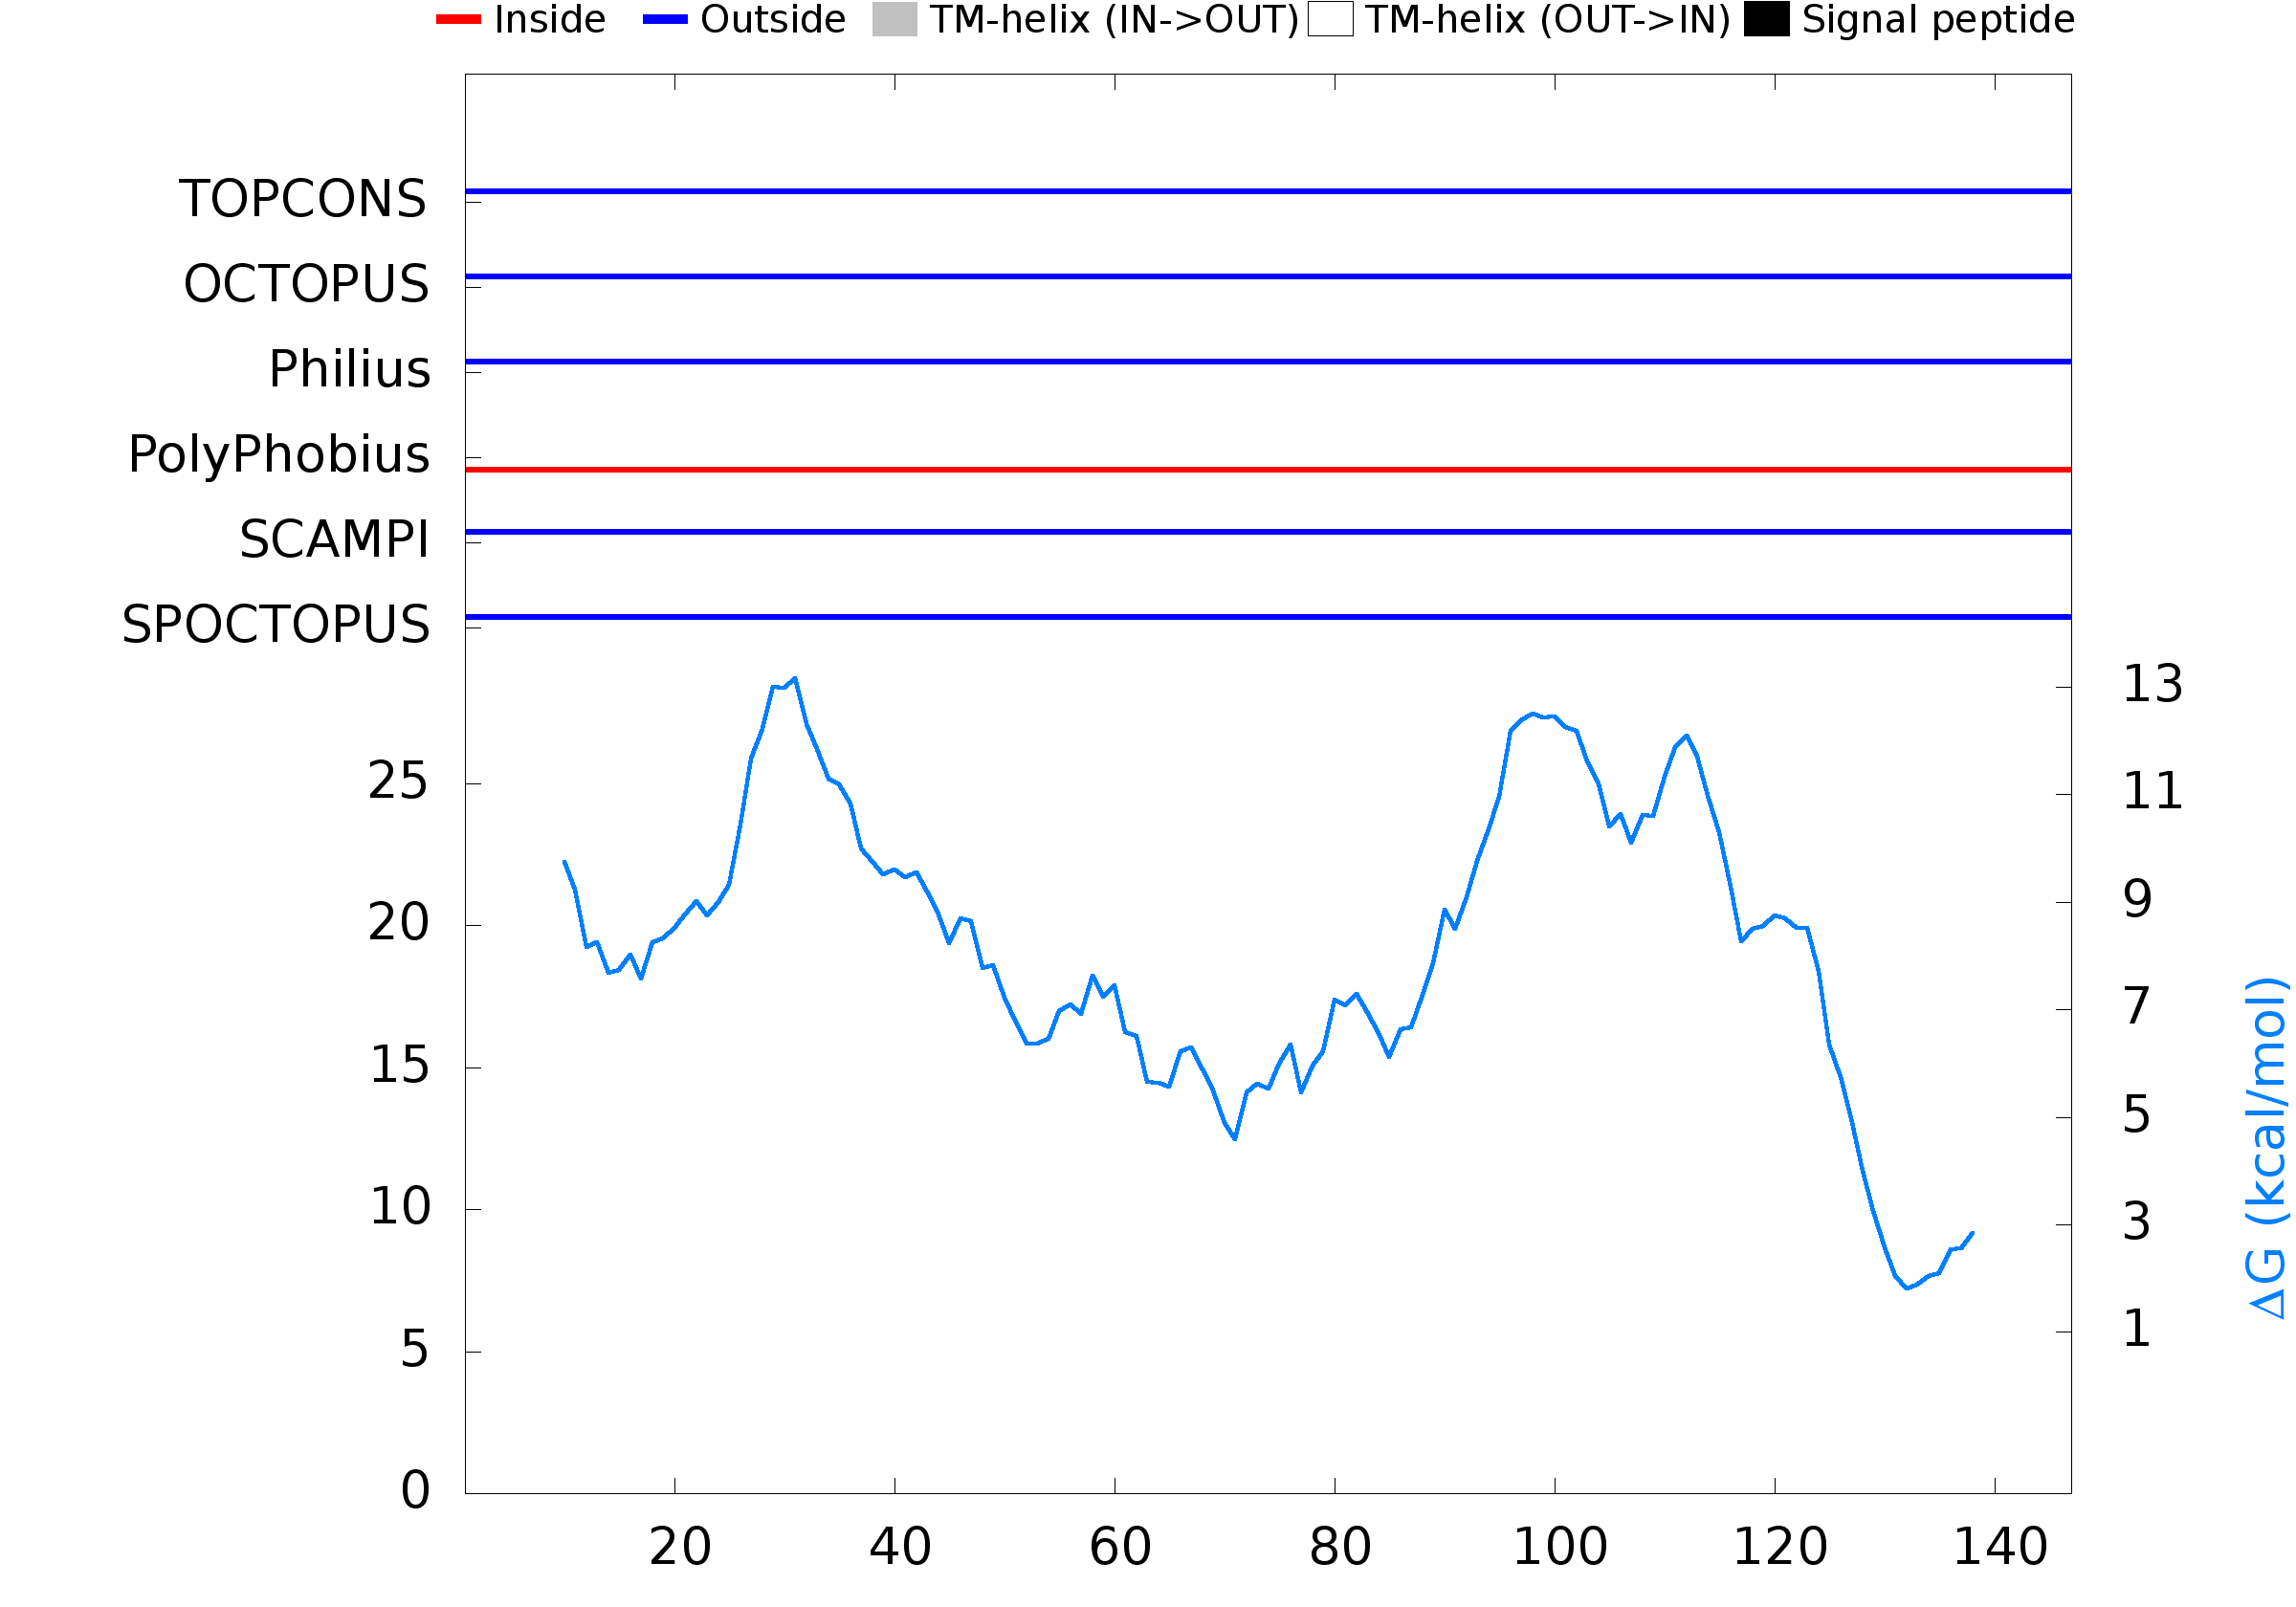 Inside Outside TM-helix (IN->OUT) TM-helix (OUT->IN) Signal peptide
TOPCONS
OCTOPUS
Philius
PolyPhobius
SCAMPI
SPOCTOPUS
13
25 11
20 9
7
15
5
10 3
5 1
0
ΔG (kcal/mol)
20 40 60 80 100 120 140